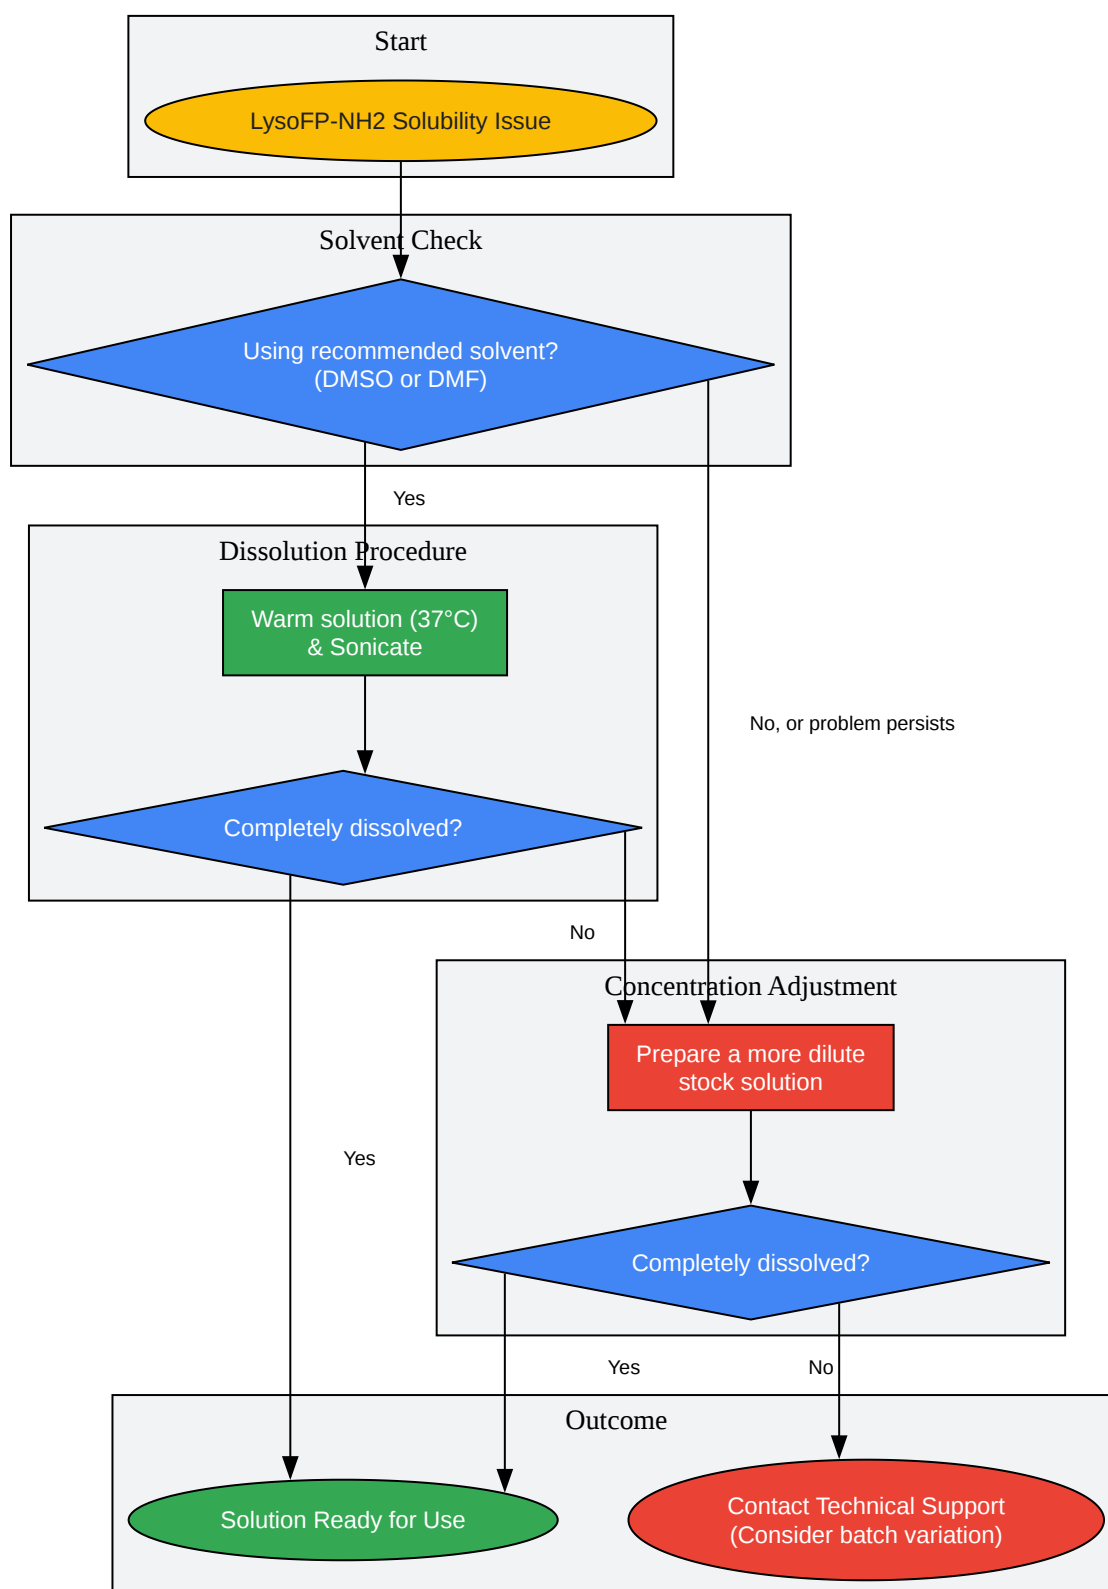 Start
LysoFP-NH2 Solubility Issue
Solvent Check
Using recommended solvent?
(DMSO or DMF)
Yes
Dissolution Procedure
Warm solution (37°C)
& Sonicate
No, or problem persists
Completely dissolved?
No
Concentration Adjustment
Prepare a more dilute
stock solution
Yes
Completely dissolved?
Yes
No
Outcome
Solution Ready for Use
Contact Technical Support
(Consider batch variation)